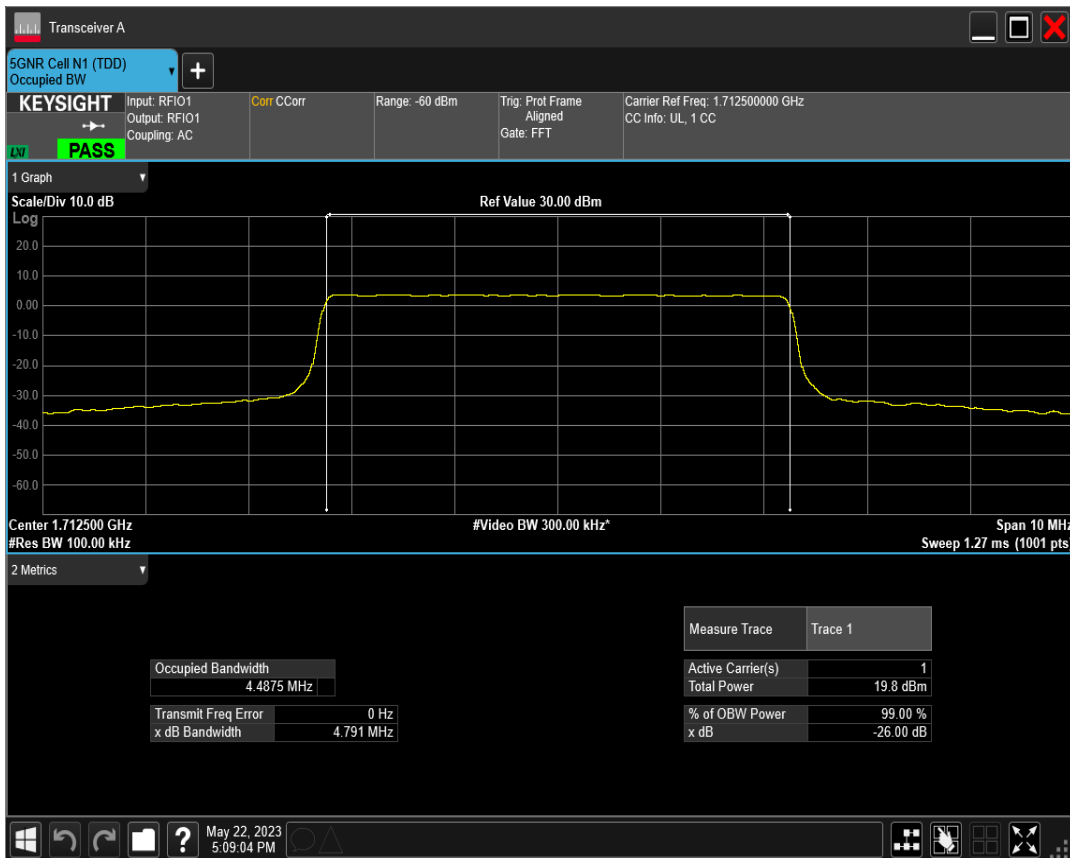 Transceiver A
5GNR Cell N1 (TDD)
Occupied BW
KEYSIGHT
LXI
PASS
Input: RFIO1
Output: RFIO1
Coupling: AC
Corr CCorr
Range: -60 dBm
Trig: Prot Frame
Aligned
Gate: FFT
Carrier Ref Freq: 1.712500000 GHz
CC Info: UL, 1 CC
1 Graph
Scale/Div 10.0 dB
Ref Value 30.00 dBm
Log
20.0
10.0
0.00
-10.0
-20.0
-30.0
-40.0
-50.0
-60.0
Center 1.712500 GHz
#Video BW 300.00 kHz*
Span 10 MHz
#Res BW 100.00 kHz
Sweep 1.27 ms (1001 pts)
2 Metrics
Measure Trace Trace 1
Occupied Bandwidth
4.4875 MHz
Active Carrier(s) 1
Total Power 19.8 dBm
Transmit Freq Error 0 Hz
x dB Bandwidth 4.791 MHz
% of OBW Power 99.00 %
x dB -26.00 dB
?
May 22, 2023
5:09:04 PM